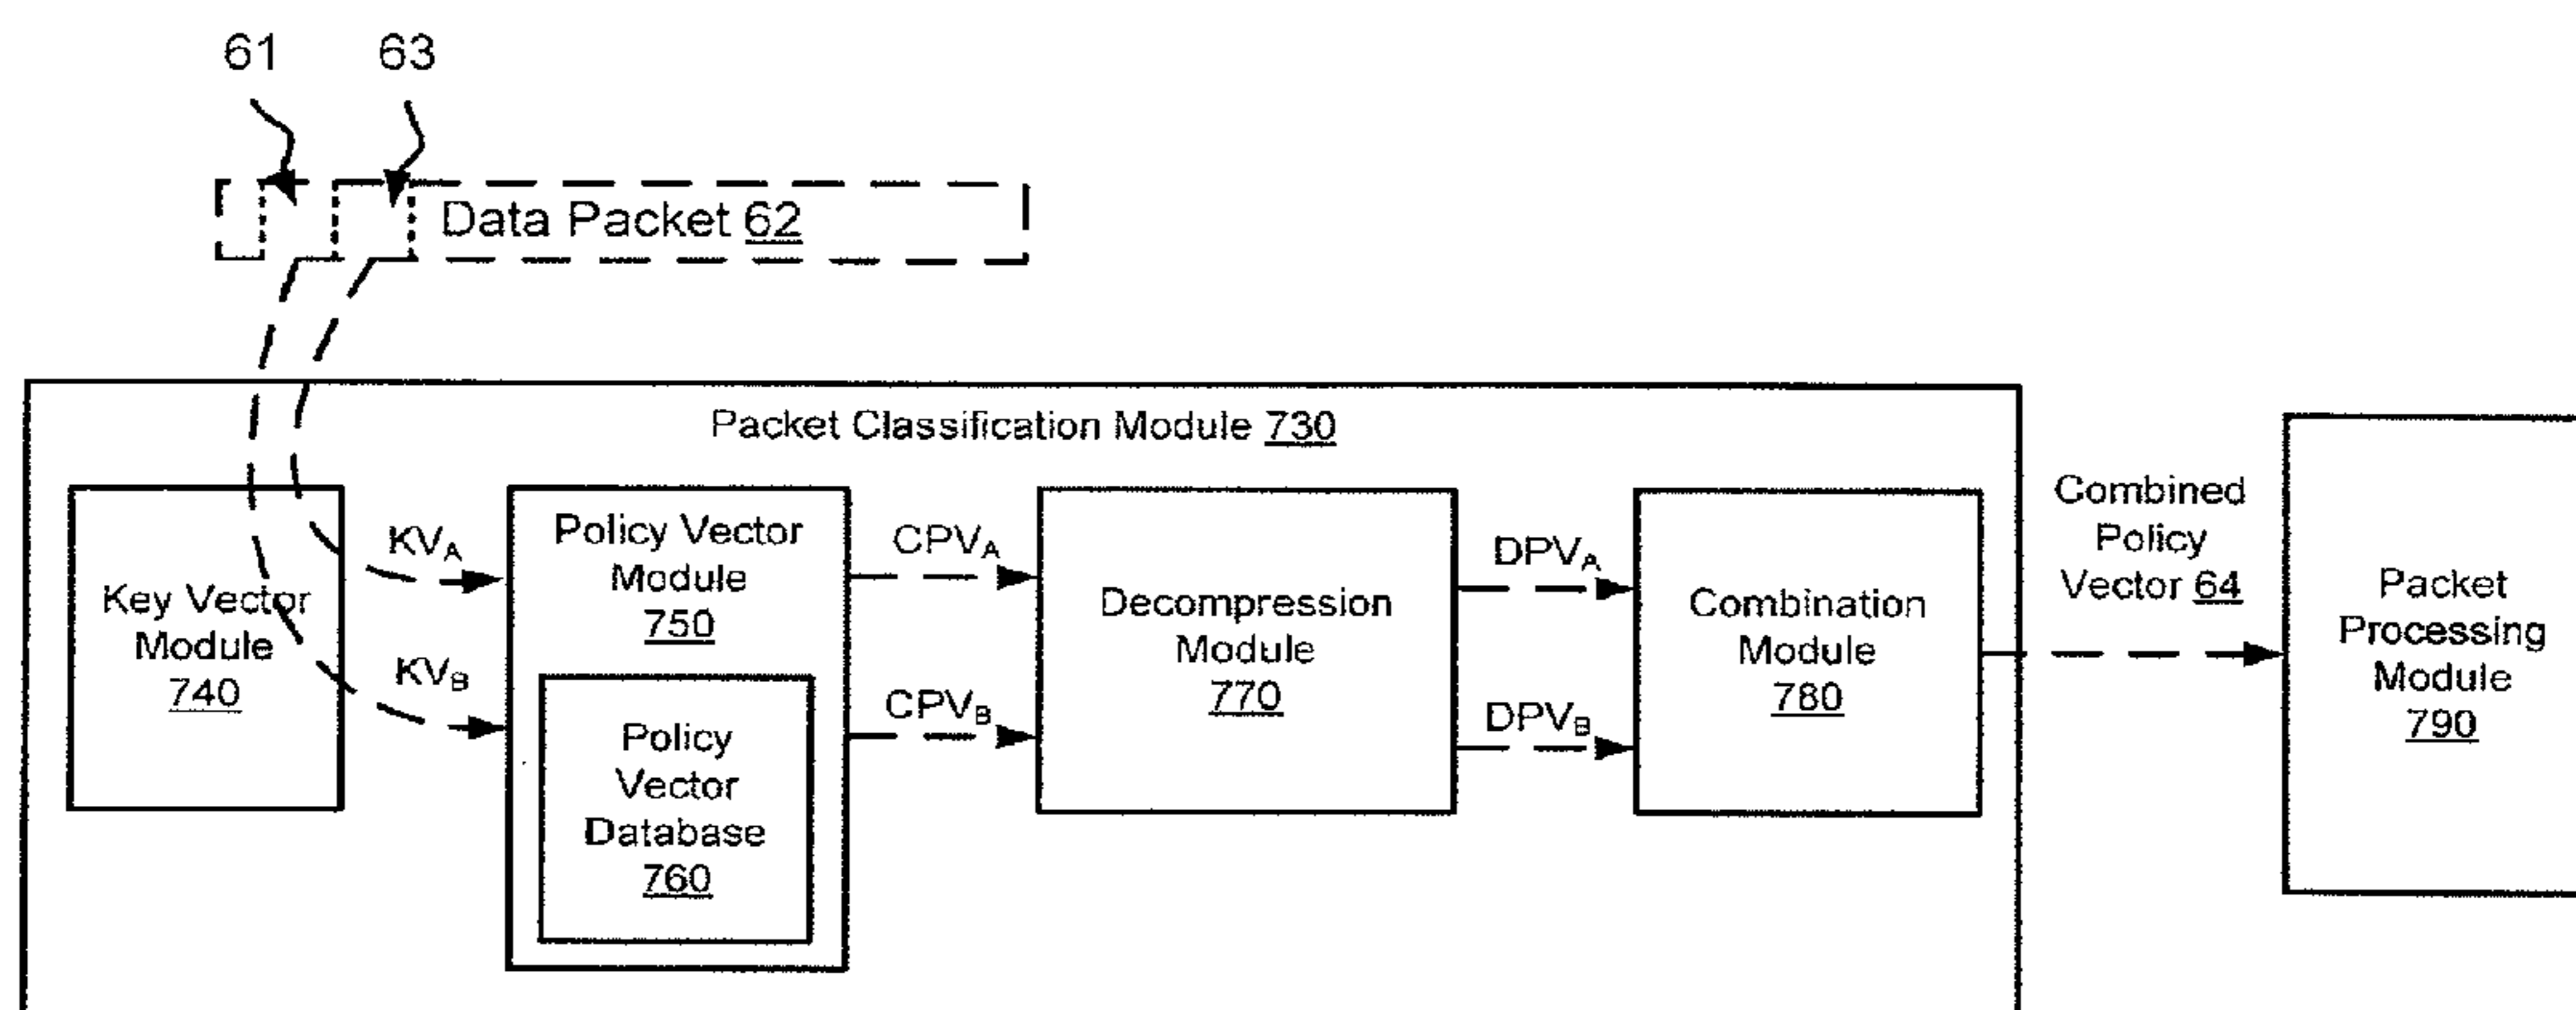 61 63
Data Packet 62
Packet Classification Module 730
Key Vector
Module
740
KVA
KVB
Policy Vector
Module
750
Policy
Vector
Database
760
CPVA
CPVB
Decompression
Module
770
DPVA
DPVB
Combination
Module
780
Combined
Policy
Vector 64
Packet
Processing
Module
790